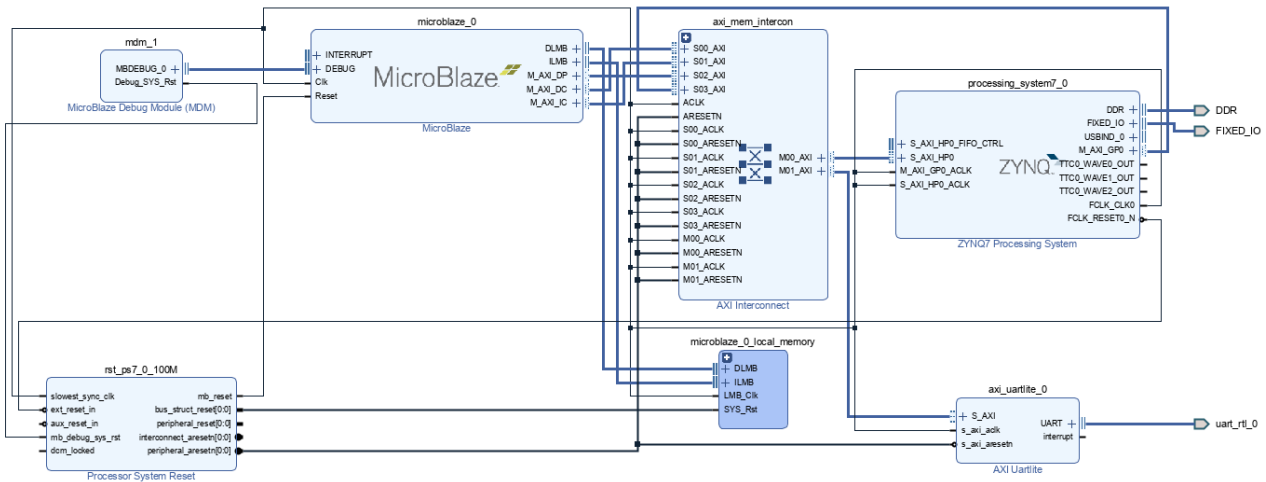 mdm_1
MBDEBUG_0
Debug_SYS_Rst
MicroBlaze Debug Module (MDM)
microblaze_0
INTERRUPT
DEBUG
Clk
Reset
MicroBlaze
DLMB
ILMB
M_AXI_DP
M_AXI_DC
M_AXI_IC
MicroBlaze
axi_mem_intercon
S00_AXI
S01_AXI
S02_AXI
S03_AXI
ACLK
ARESETN
S00_ACLK
S00_ARESETN
S01_ACLK
S01_ARESETN
S02_ACLK
S02_ARESETN
S03_ACLK
S03_ARESETN
M00_ACLK
M00_ARESETN
M01_ACLK
M01_ARESETN
M00_AXI
M01_AXI
AXI Interconnect
processing_system7_0
S_AXI_HP0_FIFO_CTRL
S_AXI_HP0
M_AXI_GP0_ACLK
S_AXI_HP0_ACLK
ZYNQ
DDR
FIXED_IO
USBIND_0
M_AXI_GP0
TTC0_WAVE0_OUT
TTC0_WAVE1_OUT
TTC0_WAVE2_OUT
FCLK_CLK0
FCLK_RESET0_N
ZYNQ7 Processing System
DDR
FIXED_IO
rst_ps7_0_100M
slowest_sync_clk
ext_reset_in
aux_reset_in
mb_debug_sys_rst
dcm_locked
mb_reset
bus_struct_reset[0:0]
peripheral_reset[0:0]
interconnect_aresetn[0:0]
peripheral_aresetn[0:0]
Processor System Reset
microblaze_0_local_memory
DLMB
ILMB
LMB_Clk
SYS_Rst
axi_uartlite_0
S_AXI
s_axi_aclk
s_axi_aresetn
UART
interrupt
AXI Uartlite
uart_rtl_0